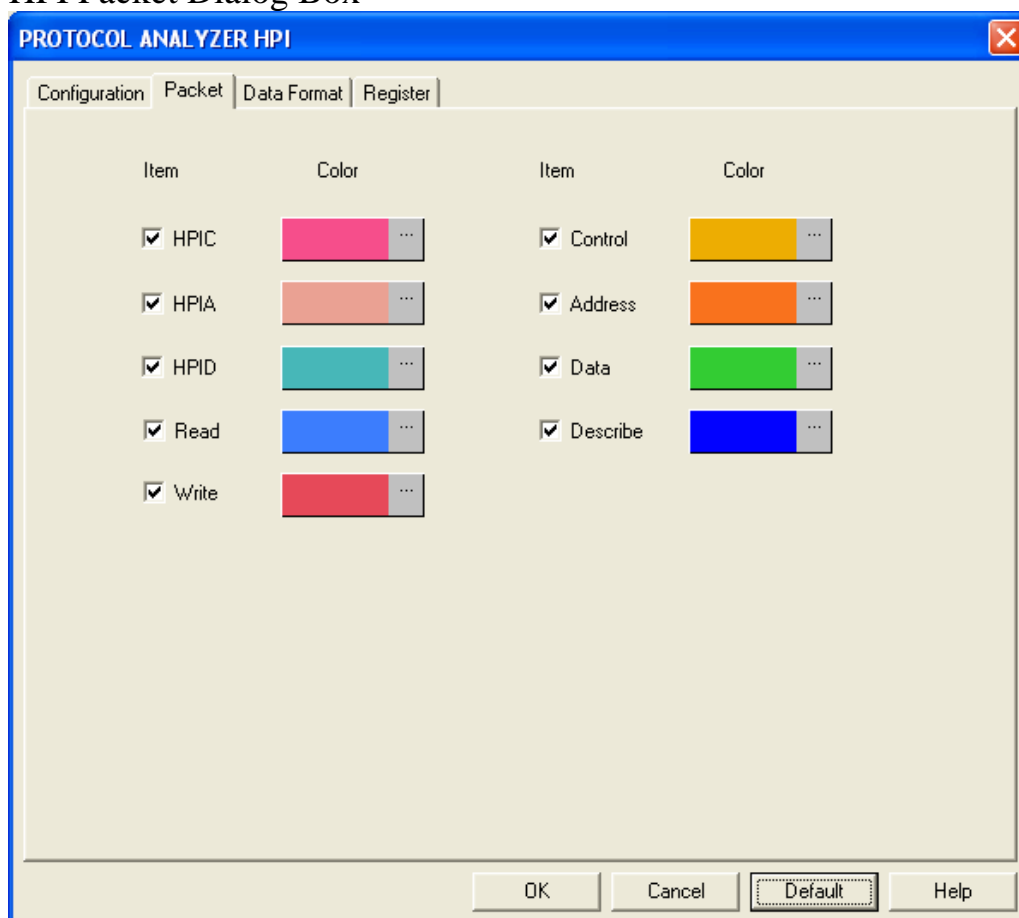 HPI Packet Dialog Box
PROTOCOL ANALYZER HPI
Configuration Packet Data Format Register
Item Color Item Color
HPIC ... Control ...
HPIA ... Address ...
HPID ... Data ...
Read ... Describe ...
Write ...
OK Cancel Default Help